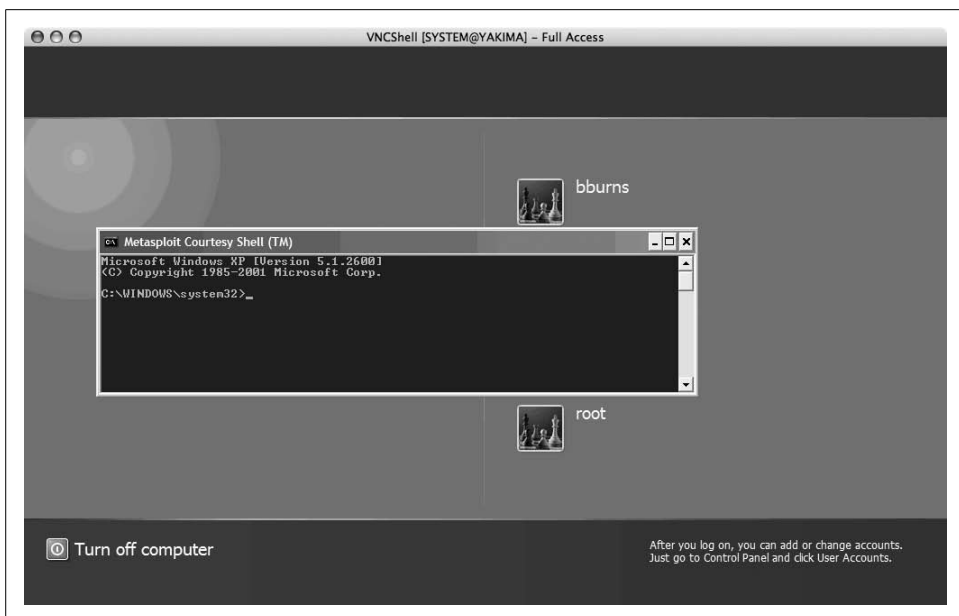 VNCShell [SYSTEM@YAKIMA] – Full Access
bburns
Metasploit Courtesy Shell (TM)
Microsoft Windows XP [Version 5.1.2600]
(C) Copyright 1985-2001 Microsoft Corp.
C:\WINDOWS\system32>_
root
Turn off computer
After you log on, you can add or change accounts.
Just go to Control Panel and click User Accounts.